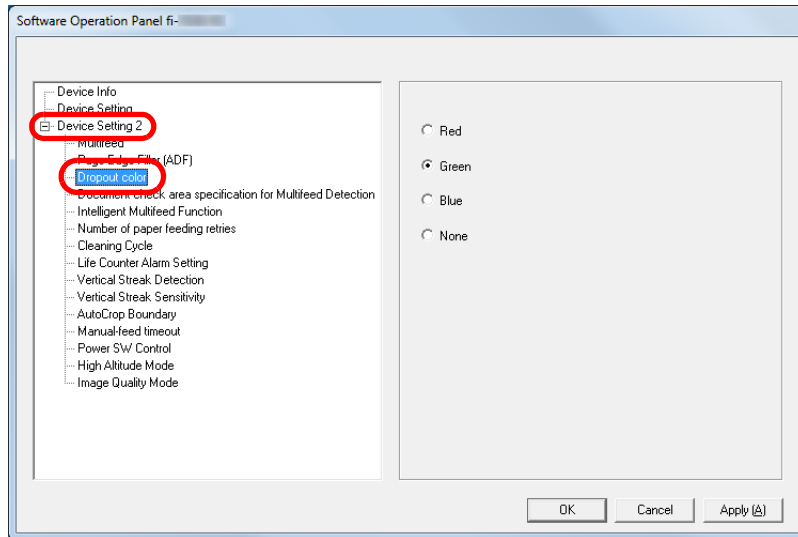 Software Operation Panel fi-
Device Info
Device Setting
Device Setting 2
Multifeed
Page Edge Filler (ADF)
Dropout color
Document check area specification for Multifeed Detection
Intelligent Multifeed Function
Number of paper feeding retries
Cleaning Cycle
Life Counter Alarm Setting
Vertical Streak Detection
Vertical Streak Sensitivity
AutoCrop Boundary
Manual-feed timeout
Power SW Control
High Altitude Mode
Image Quality Mode
Red
Green
Blue
None
OK Cancel Apply (A)